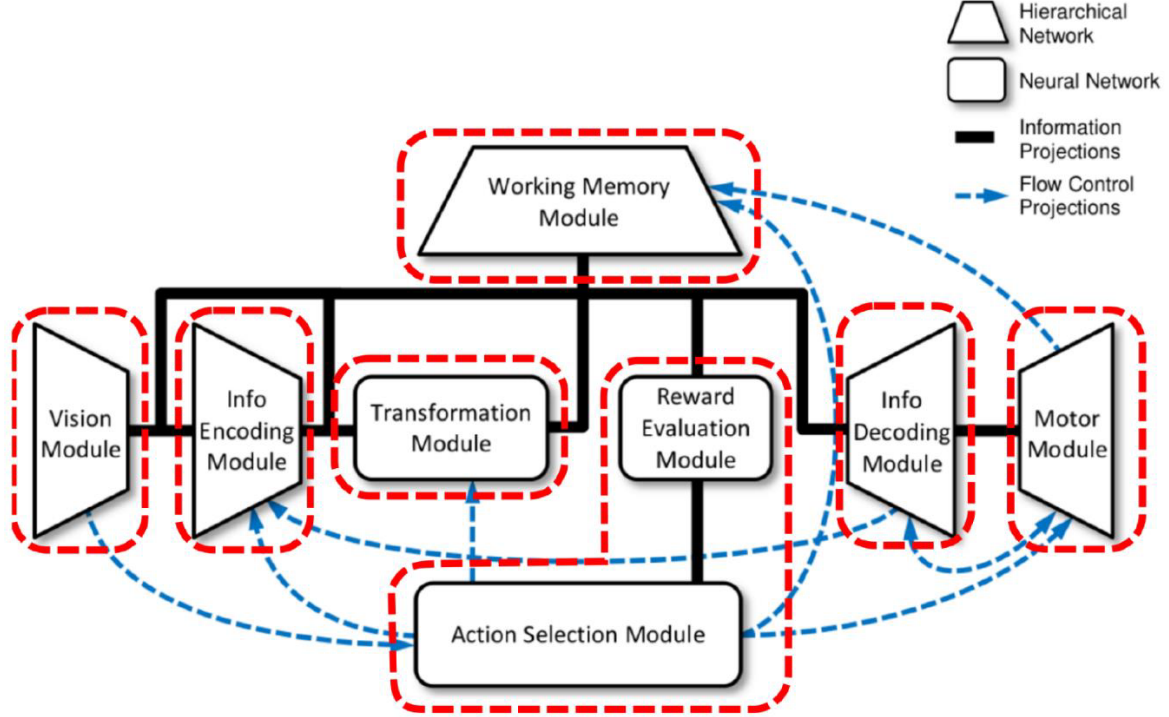 Hierarchical
Network
Neural Network
Information
Projections
Flow Control
Projections
Working Memory
Module
Vision
Module
Info
Encoding
Module
Transformation
Module
Reward
Evaluation
Module
Info
Decoding
Module
Motor
Module
Action Selection Module